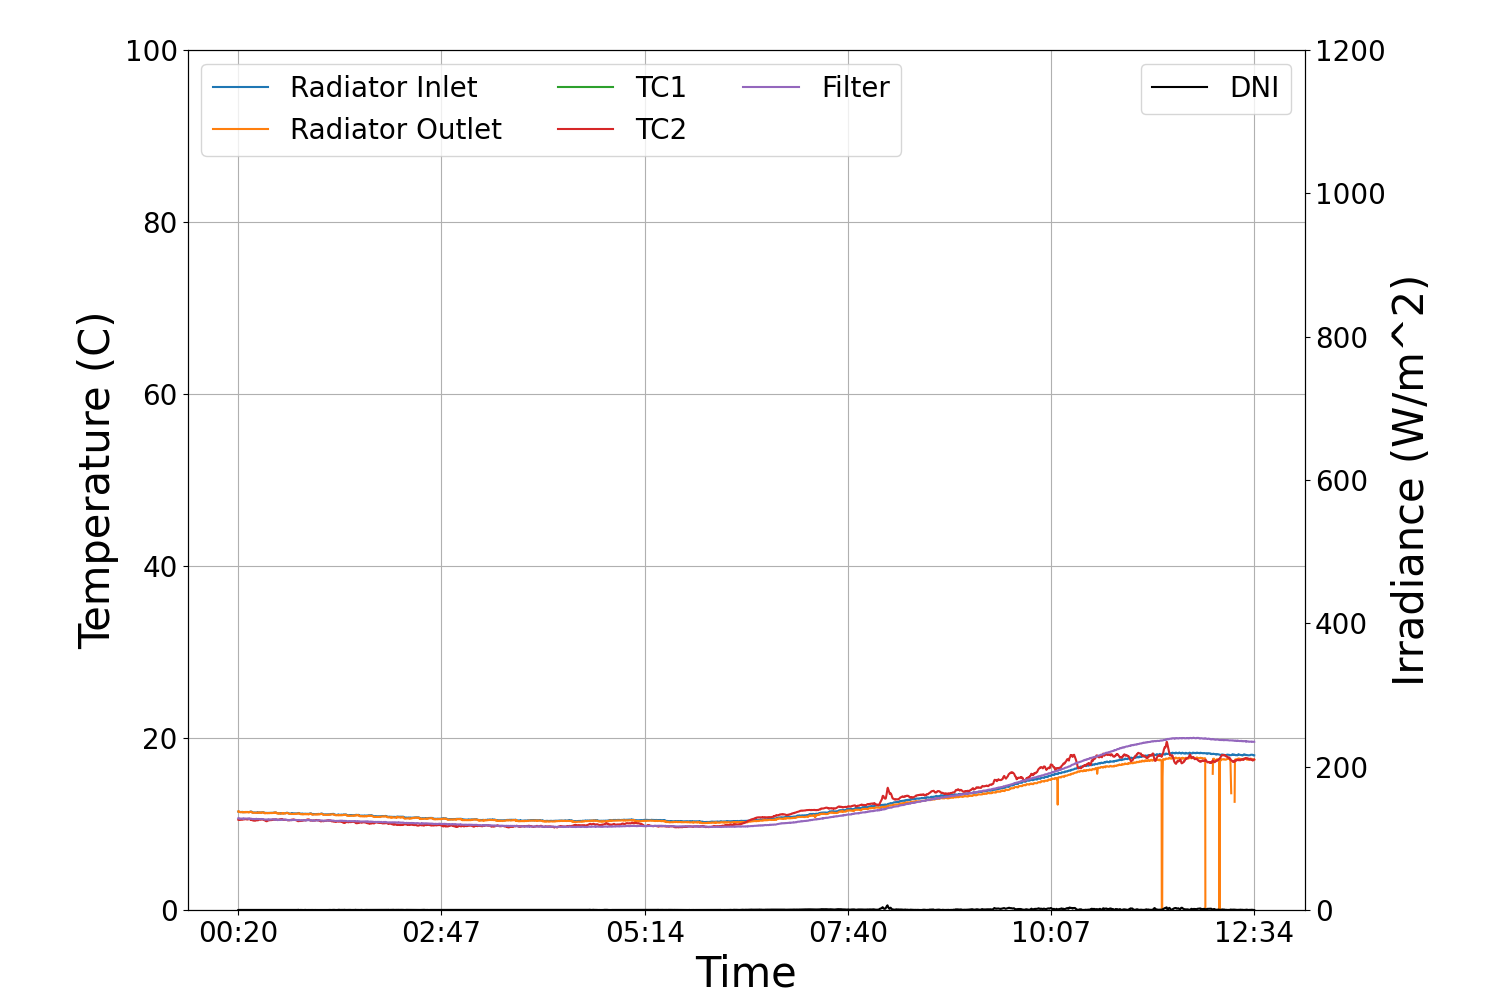 100
80
60
40
20
0
Temperature (C)
Radiator Inlet
Radiator Outlet
TC1
TC2
Filter
DNI
1200
1000
800
600
400
200
0
Irradiance (W/m^2)
00:20 02:47 05:14 07:40 10:07 12:34
Time